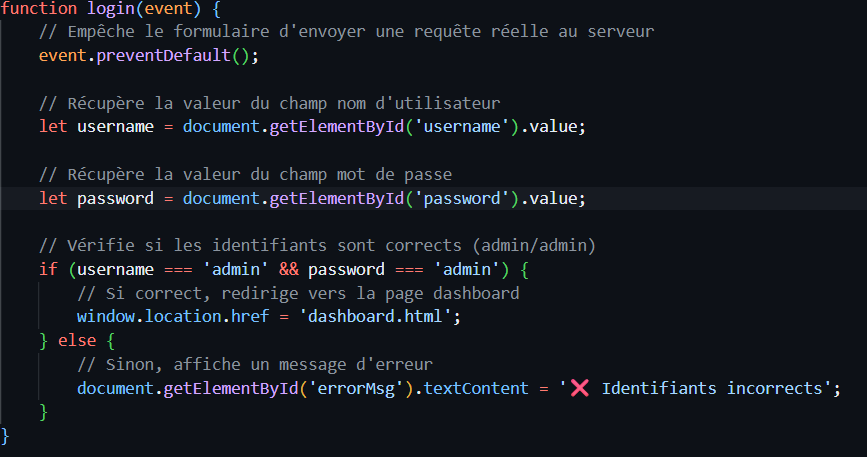 function login(event) {
    // Empêche le formulaire d'envoyer une requête réelle au serveur
    event.preventDefault();

    // Récupère la valeur du champ nom d'utilisateur
    let username = document.getElementById('username').value;

    // Récupère la valeur du champ mot de passe
    let password = document.getElementById('password').value;

    // Vérifie si les identifiants sont corrects (admin/admin)
    if (username === 'admin' && password === 'admin') {
        // Si correct, redirige vers la page dashboard
        window.location.href = 'dashboard.html';
    } else {
        // Sinon, affiche un message d'erreur
        document.getElementById('errorMsg').textContent = '❌ Identifiants incorrects';
    }
}